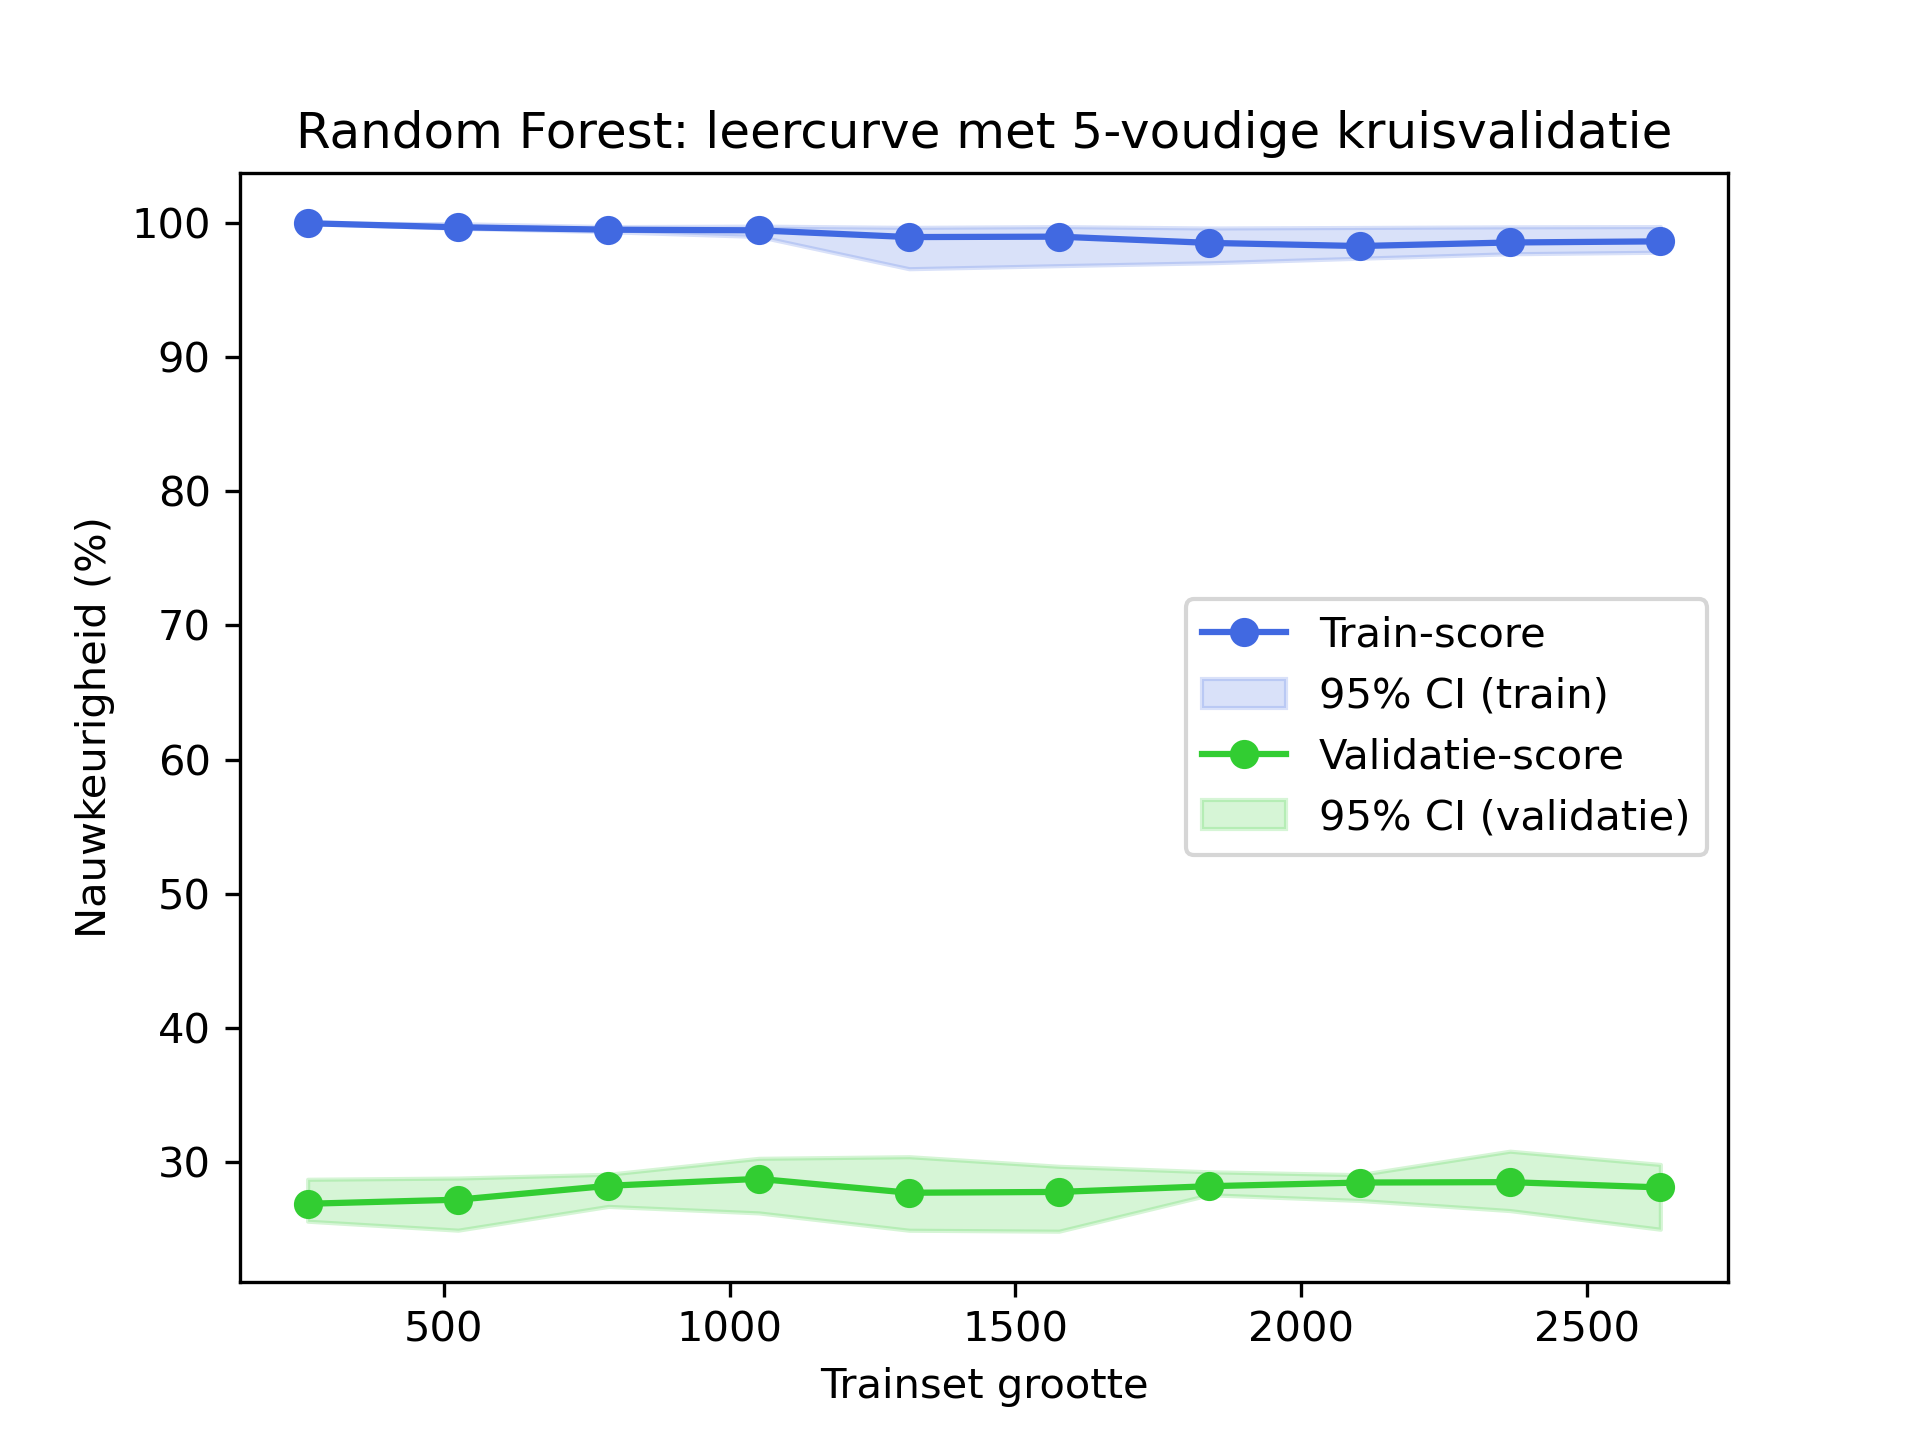 Random Forest: leercurve met 5-voudige kruisvalidatie
Nauwkeurigheid (%)
100
90
80
70
60
50
40
30
Train-score
95% CI (train)
Validatie-score
95% CI (validatie)
500 1000 1500 2000 2500
Trainset grootte